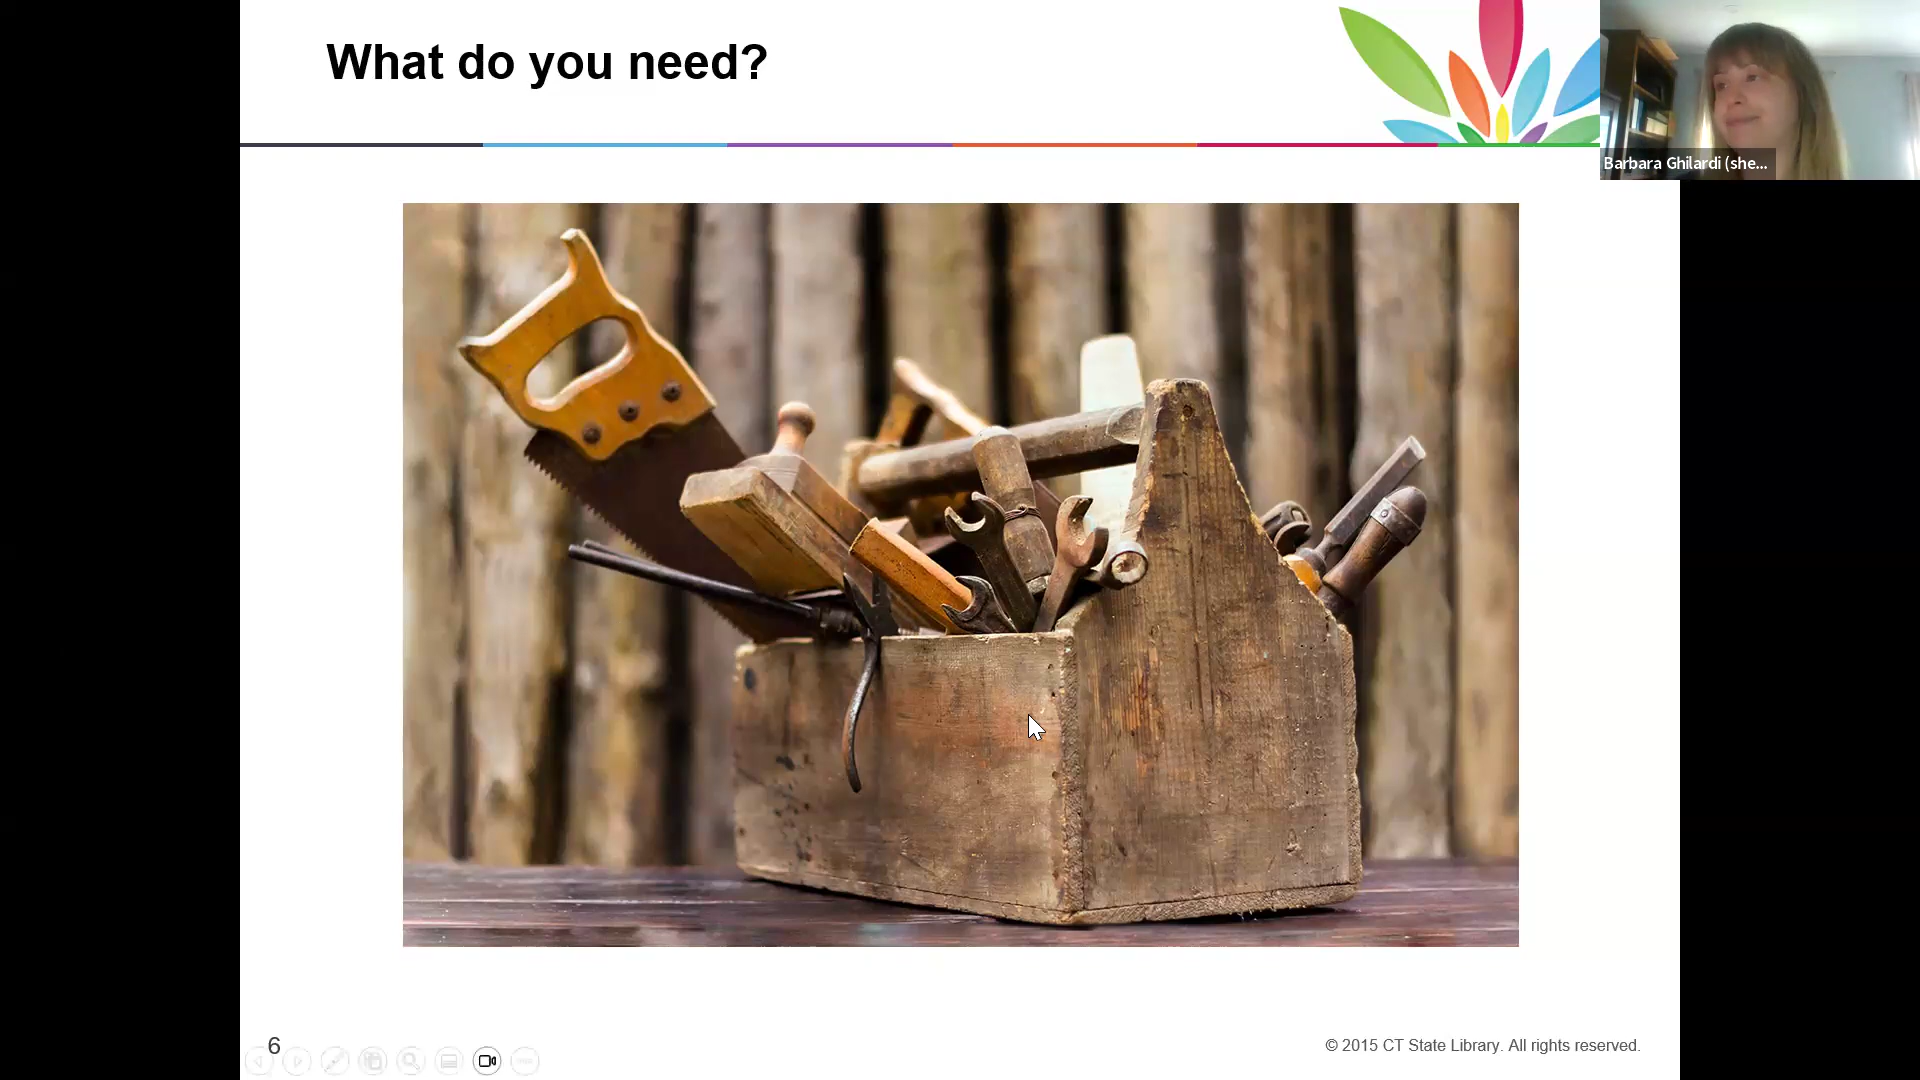 What do you need?
Barbara Ghilardi (she...
6
© 2015 CT State Library. All rights reserved.